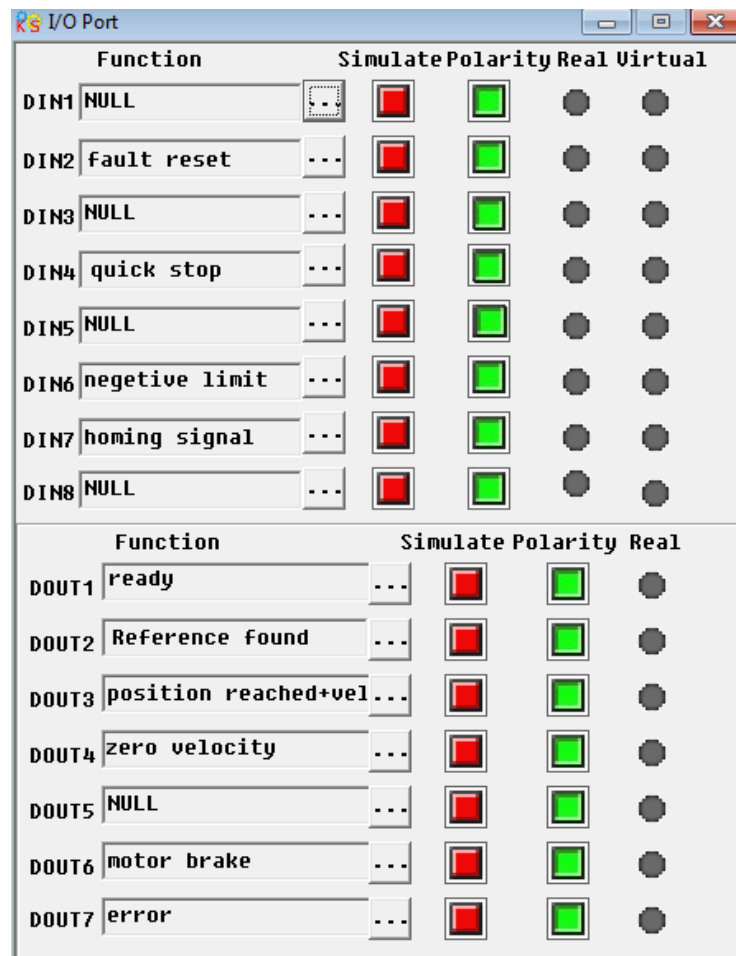 I/O Port
Function Simulate Polarity Real Virtual
DIN1 NULL ...
DIN2 fault reset ...
DIN3 NULL ...
DIN4 quick stop ...
DIN5 NULL ...
DIN6 negetive limit ...
DIN7 homing signal ...
DIN8 NULL ...
Function Simulate Polarity Real
DOUT1 ready ...
DOUT2 Reference found ...
DOUT3 position reached+vel ...
DOUT4 zero velocity ...
DOUT5 NULL ...
DOUT6 motor brake ...
DOUT7 error ...